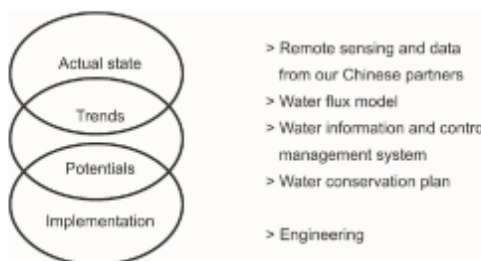 Actual state
Trends
Potentials
Implementation
> Remote sensing and data
from our Chinese partners
> Water flux model
> Water information and control
management system
> Water conservation plan
> Engineering